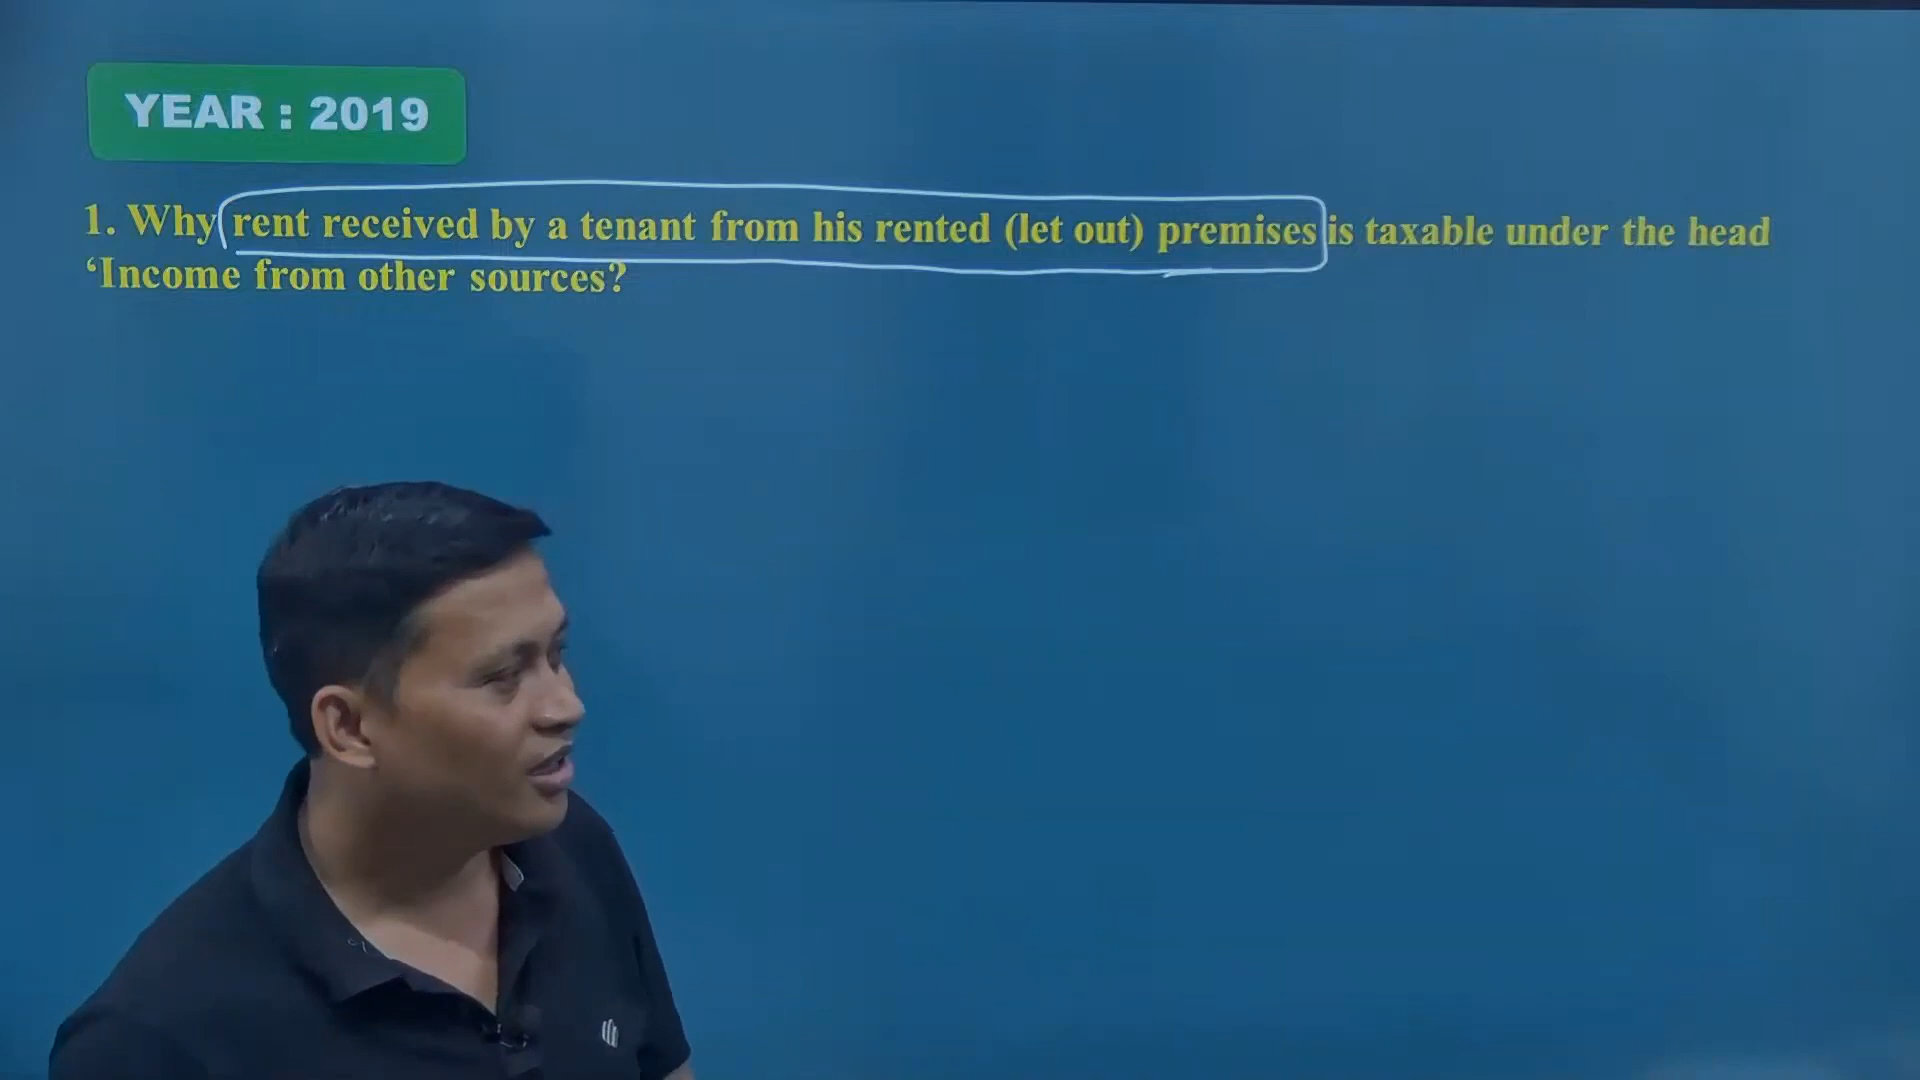 YEAR : 2019
1. Why rent received by a tenant from his rented (let out) premises is taxable under the head
‘Income from other sources?